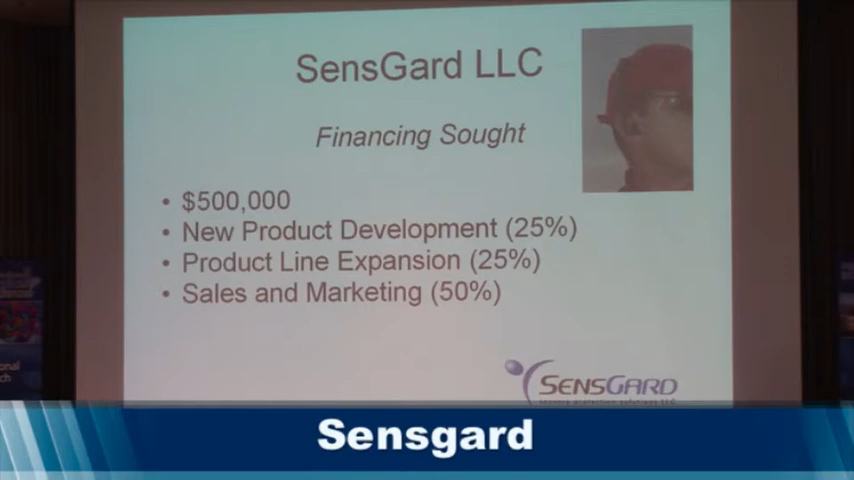 SensGard LLC
Financing Sought
• $500,000
• New Product Development (25%)
• Product Line Expansion (25%)
• Sales and Marketing (50%)
SENSGARD
Sensgard